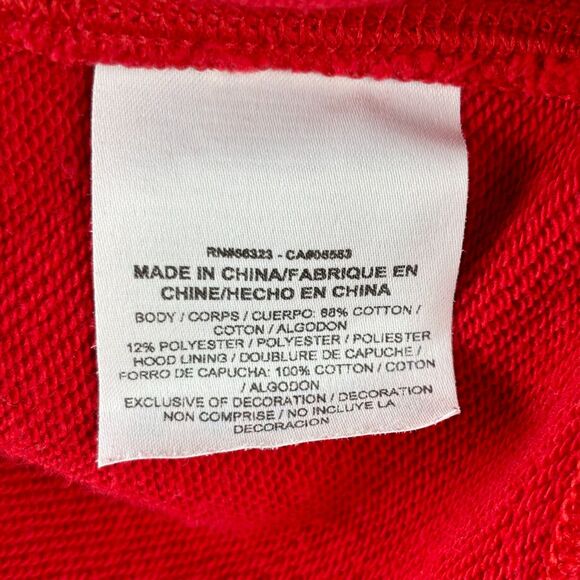 RN#56323 - CA#05553
MADE IN CHINA/FABRIQUE EN
CHINE/HECHO EN CHINA
BODY / CORPS / CUERPO: 88% COTTON /
COTON / ALGODON
12% POLYESTER / POLYESTER / POLIESTER
HOOD LINING / DOUBLURE DE CAPUCHE /
FORRO DE CAPUCHA: 100% COTTON / COTON
/ ALGODON
EXCLUSIVE OF DECORATION / DECORATION
NON COMPRISE / NO INCLUYE LA
DECORACION